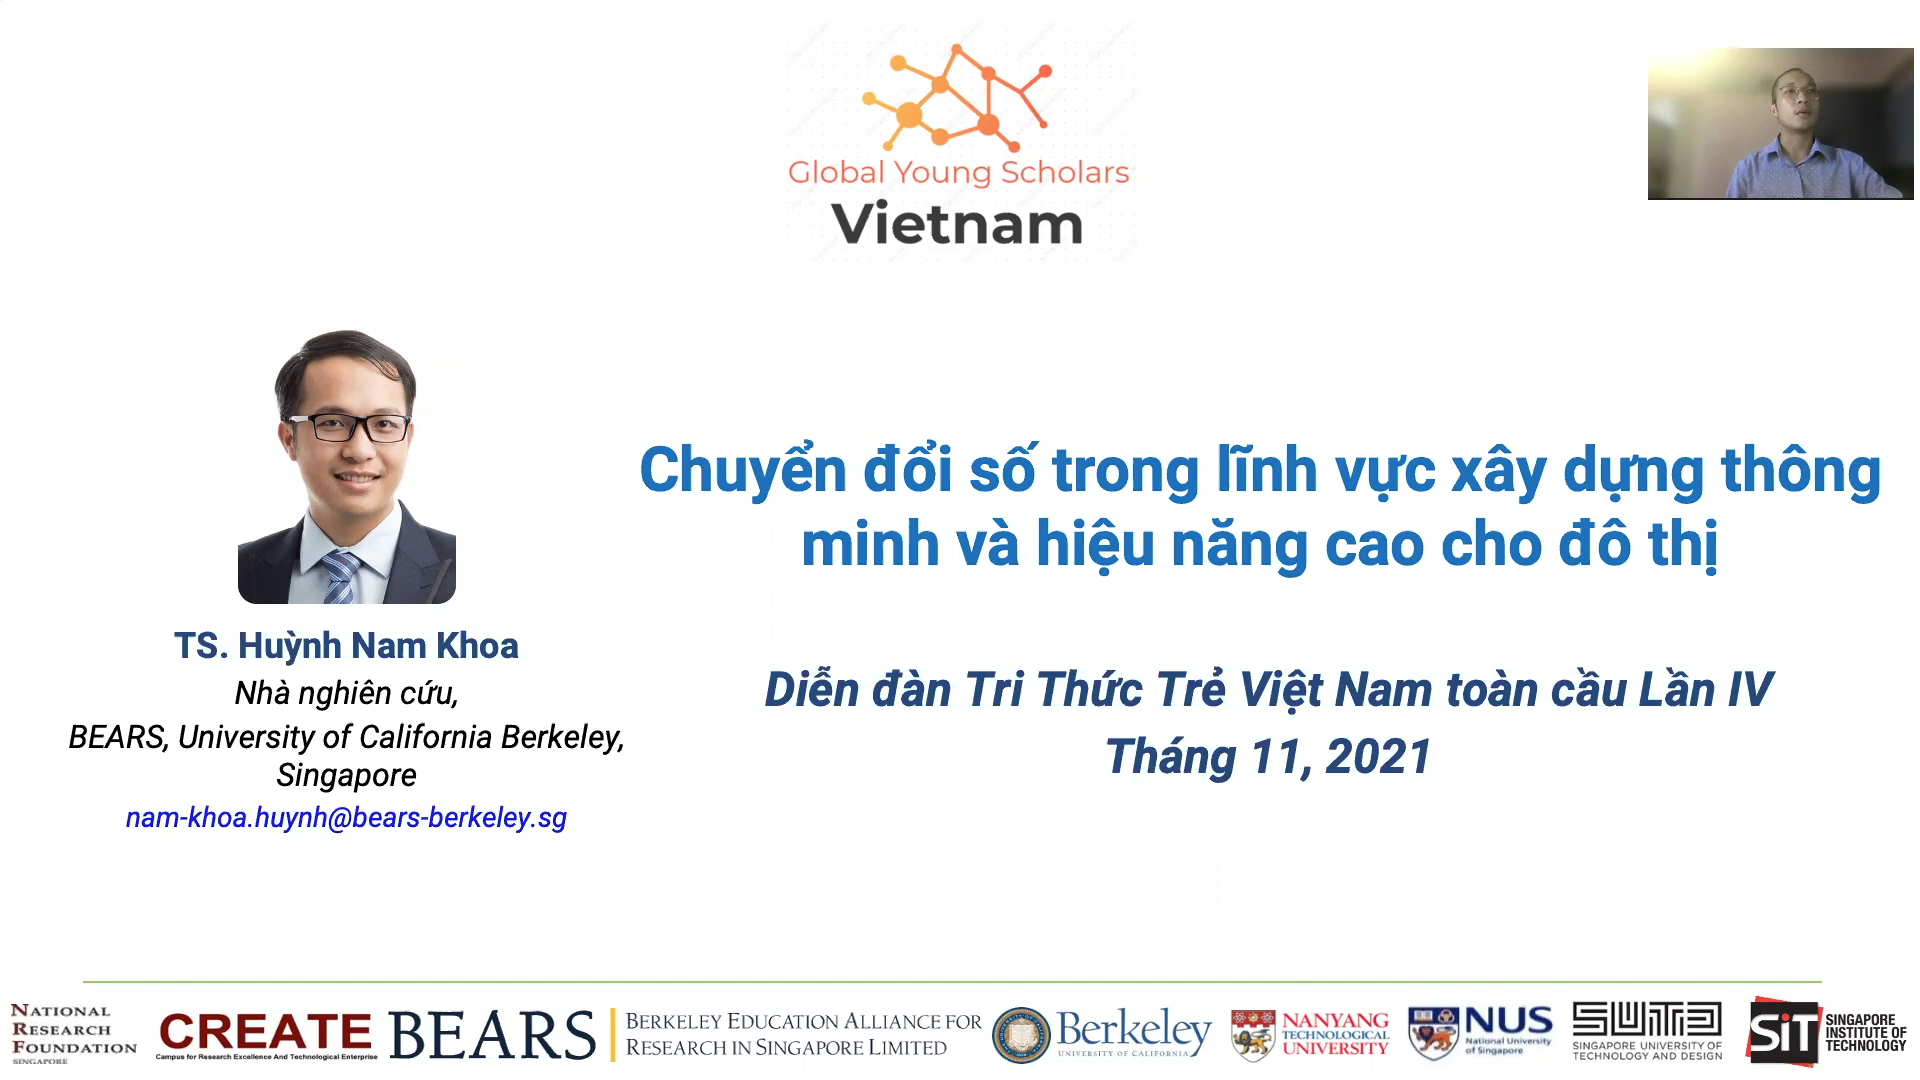 Global Young Scholars
Vietnam
Chuyển đổi số trong lĩnh vực xây dựng thông
minh và hiệu năng cao cho đô thị
TS. Huỳnh Nam Khoa
Nhà nghiên cứu,
BEARS, University of California Berkeley,
Singapore
nam-khoa.huynh@bears-berkeley.sg
Diễn đàn Tri Thức Trẻ Việt Nam toàn cầu Lần IV
Tháng 11, 2021
NATIONAL
RESEARCH
FOUNDATION
SINGAPORE
CREATE
Campus for Research Excellence And Technological Enterprise
BEARS
BERKELEY EDUCATION ALLIANCE FOR
RESEARCH IN SINGAPORE LIMITED
Berkeley
UNIVERSITY OF CALIFORNIA
NANYANG
TECHNOLOGICAL
UNIVERSITY
NUS
National University
of Singapore
SUTD
SINGAPORE UNIVERSITY OF
TECHNOLOGY AND DESIGN
SiT
SINGAPORE
INSTITUTE OF
TECHNOLOGY